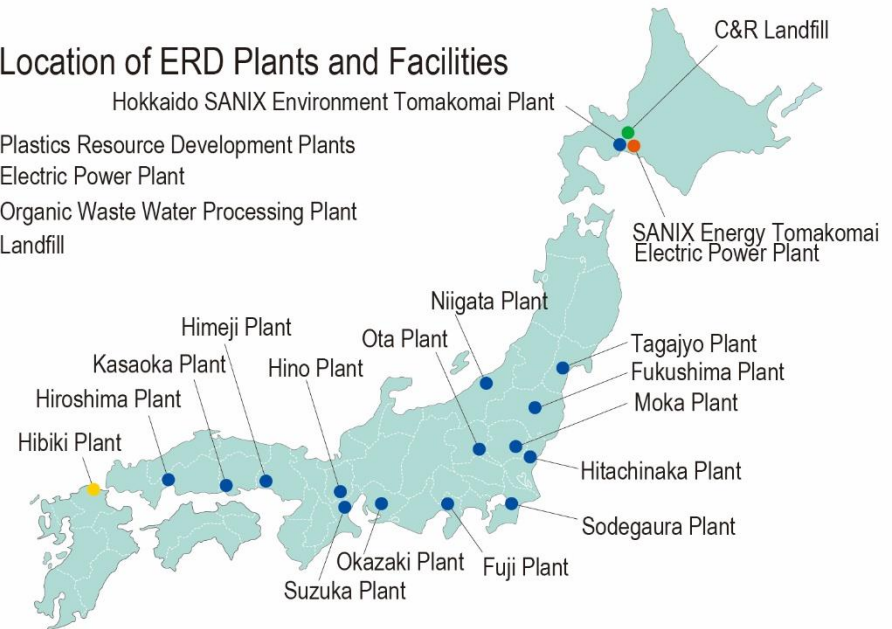 Location of ERD Plants and Facilities
C&R Landfill
Hokkaido SANIX Environment Tomakomai Plant
Plastics Resource Development Plants
Electric Power Plant
Organic Waste Water Processing Plant
Landfill
SANIX Energy Tomakomai
Electric Power Plant
Niigata Plant
Himeji Plant
Ota Plant
Tagajyo Plant
Kasaoka Plant
Hino Plant
Fukushima Plant
Hiroshima Plant
Moka Plant
Hibiki Plant
Hitachinaka Plant
Sodegaura Plant
Okazaki Plant
Fuji Plant
Suzuka Plant